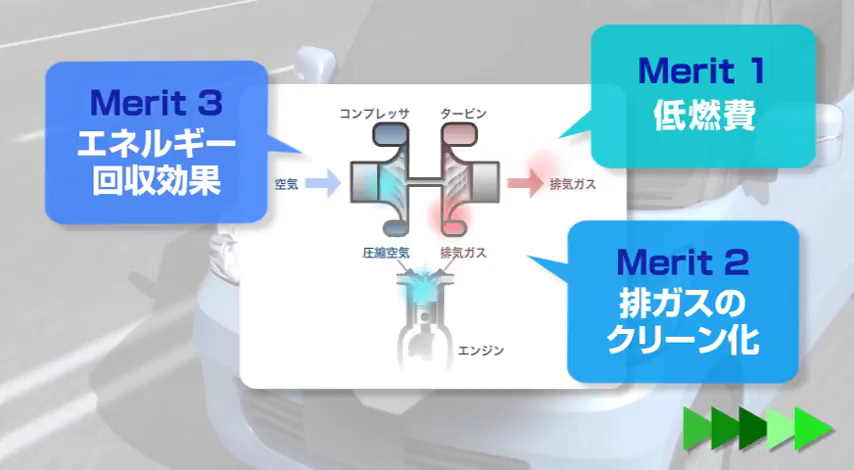 Merit 1
低燃費
Merit 2
排ガスの
クリーン化
Merit 3
エネルギー
回収効果
コンプレッサ
タービン
空気
排気ガス
圧縮空気
排気ガス
エンジン